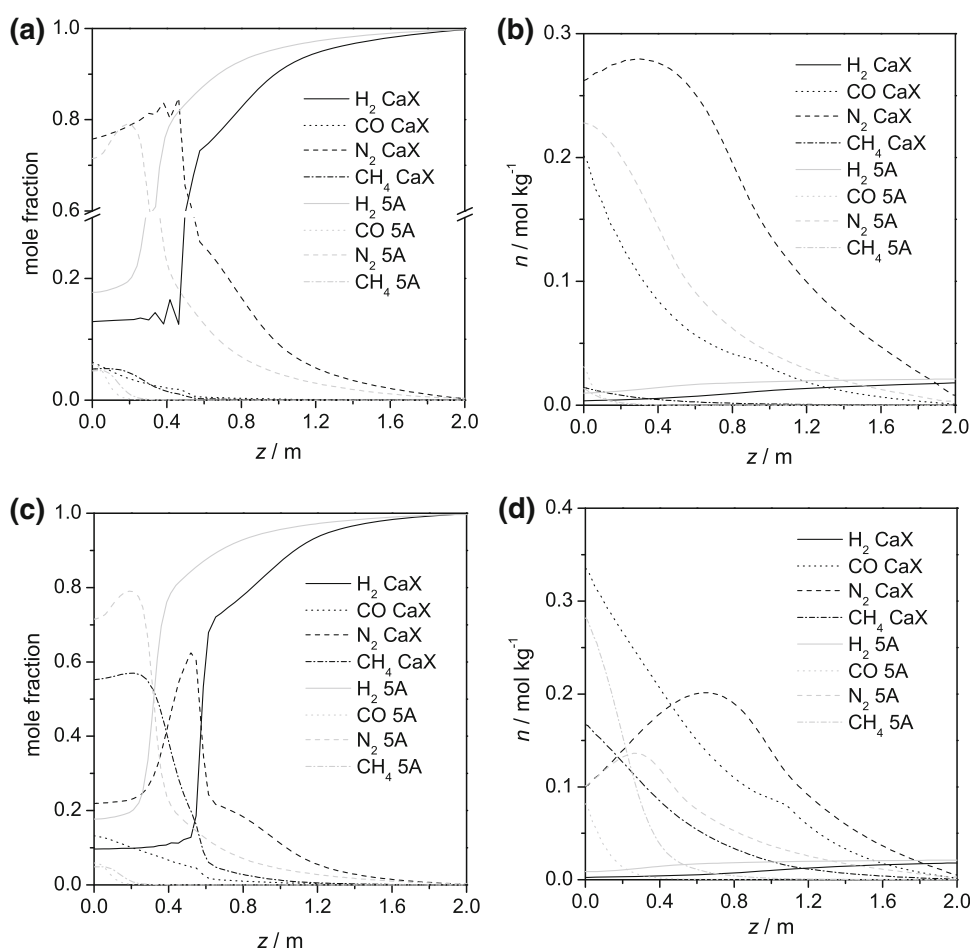 (a)
1.0
0.8
0.6
0.2
0.0
mole fraction
H₂ CaX
CO CaX
N₂ CaX
CH₄ CaX
H₂ 5A
CO 5A
N₂ 5A
CH₄ 5A
0.0 0.4 0.8 1.2 1.6 2.0
z / m
(b)
0.3
0.2
0.1
0.0
n / mol kg⁻¹
H₂ CaX
CO CaX
N₂ CaX
CH₄ CaX
H₂ 5A
CO 5A
N₂ 5A
CH₄ 5A
0.0 0.4 0.8 1.2 1.6 2.0
z / m
(c)
1.0
0.8
0.6
0.4
0.2
0.0
mole fraction
H₂ CaX
CO CaX
N₂ CaX
CH₄ CaX
H₂ 5A
CO 5A
N₂ 5A
CH₄ 5A
0.0 0.4 0.8 1.2 1.6 2.0
z / m
(d)
0.4
0.3
0.2
0.1
0.0
n / mol kg⁻¹
H₂ CaX
CO CaX
N₂ CaX
CH₄ CaX
H₂ 5A
CO 5A
N₂ 5A
CH₄ 5A
0.0 0.4 0.8 1.2 1.6 2.0
z / m